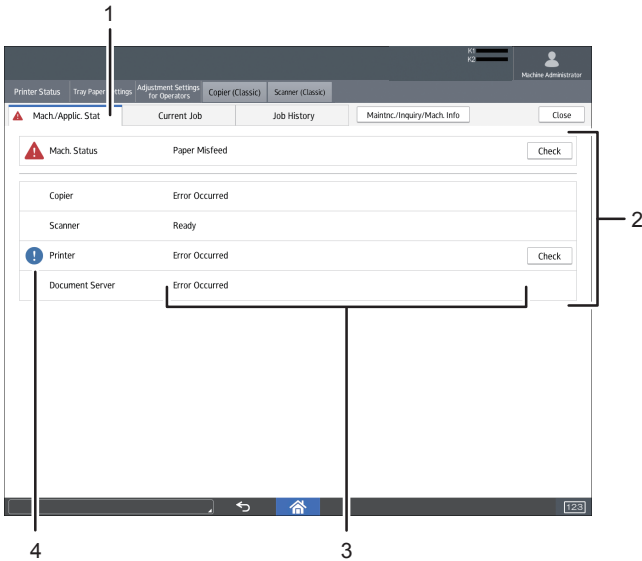 1
K1
K2
Machine Administrator
Printer Status
Tray Paper Settings
Adjustment Settings
for Operators
Copier (Classic)
Scanner (Classic)
Mach./Applic. Stat
Current Job
Job History
Maintnc./Inquiry/Mach. Info
Close
Mach. Status
Paper Misfeed
Check
2
Copier
Error Occurred
Scanner
Ready
Printer
Error Occurred
Check
Document Server
Error Occurred
123
4
3